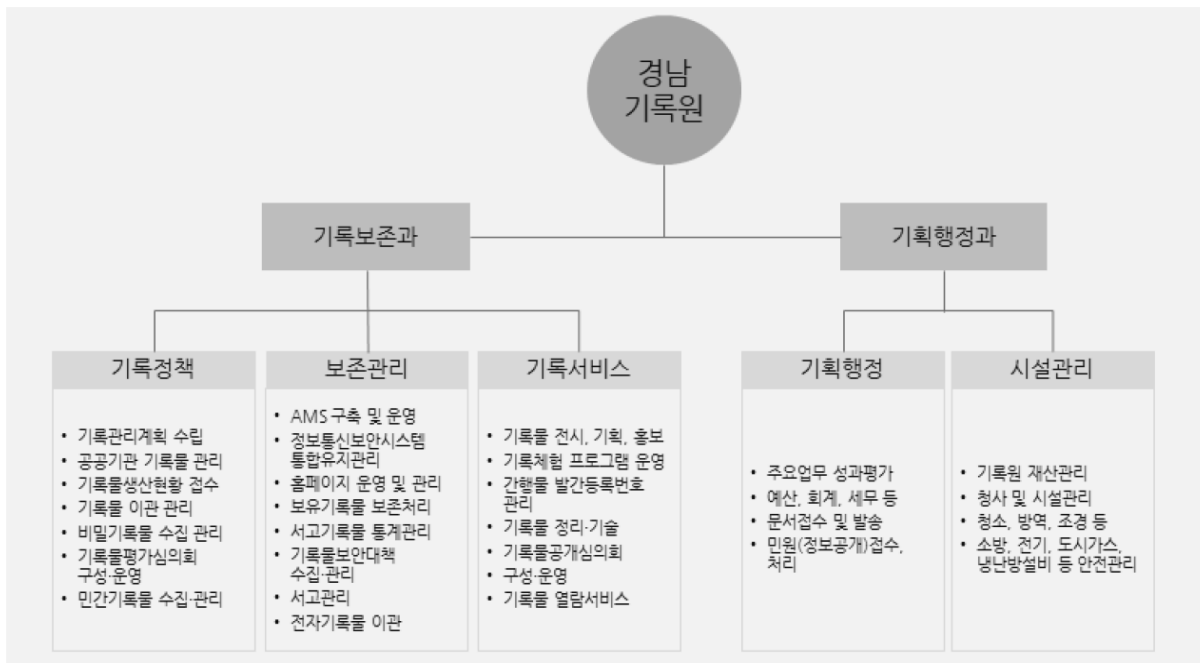 경남
기록원
기록보존과
기획행정과
기록정책
• 기록관리계획 수립
• 공공기관 기록물 관리
• 기록물생산현황 접수
• 기록물 이관 관리
• 비밀기록물 수집 관리
• 기록물평가심의회
구성·운영
• 민간기록물 수집·관리
보존관리
• AMS 구축 및 운영
• 정보통신보안시스템
통합유지관리
• 홈페이지 운영 및 관리
• 보유기록물 보존처리
• 서고기록물 통계관리
• 기록물보안대책
수집·관리
• 서고관리
• 전자기록물 이관
기록서비스
• 기록물 전시, 기획, 홍보
• 기록체험 프로그램 운영
• 간행물 발간등록번호
관리
• 기록물 정리·기술
• 기록물공개심의회
• 구성·운영
• 기록물 열람서비스
기획행정
• 주요업무 성과평가
• 예산, 회계, 세무 등
• 문서접수 및 발송
• 민원(정보공개)접수,
처리
시설관리
• 기록원 재산관리
• 청사 및 시설관리
• 청소, 방역, 조경 등
• 소방, 전기, 도시가스,
냉난방설비 등 안전관리